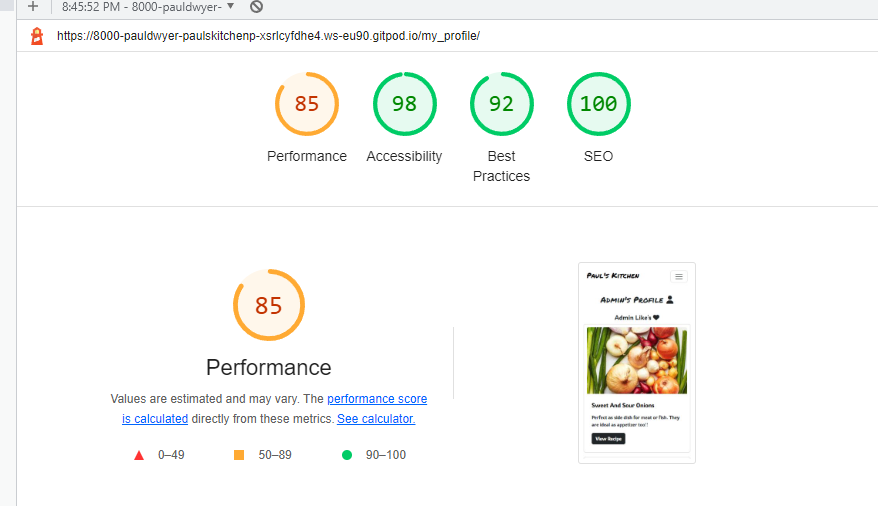 8:45:52 PM - 8000-pauldwyer-
https://8000-pauldwyer-paulskitchenp-xsrlcyfdhe4.ws-eu90.gitpod.io/my_profile/
85
98
92
100
Performance
Accessibility
Best
Practices
SEO
85
Performance
Values are estimated and may vary. The performance score
is calculated directly from these metrics. See calculator.
0–49
50–89
90–100
Paul's Kitchen
Admin's Profile
Admin Like's
Sweet And Sour Onions
Perfect as side dish for meat or fish. They
are ideal as appetizer too!!
View Recipe